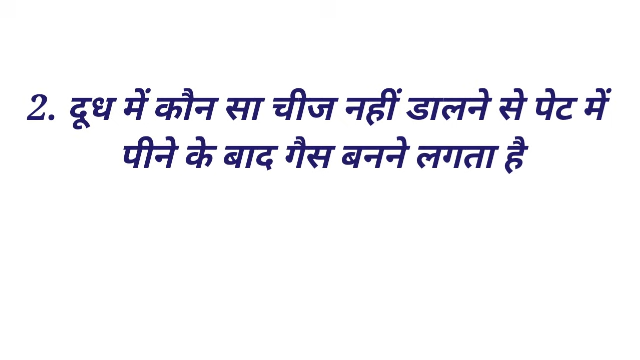 2. दूध में कौन सा चीज नहीं डालने से पेट में
पीने के बाद गैस बनने लगता है